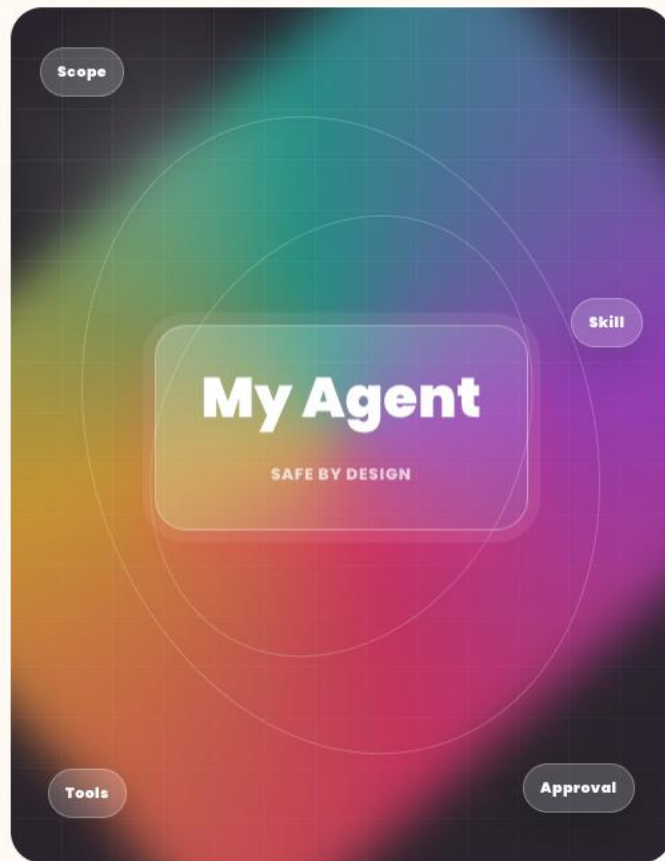 Scope
Skill
My Agent
SAFE BY DESIGN
Tools
Approval